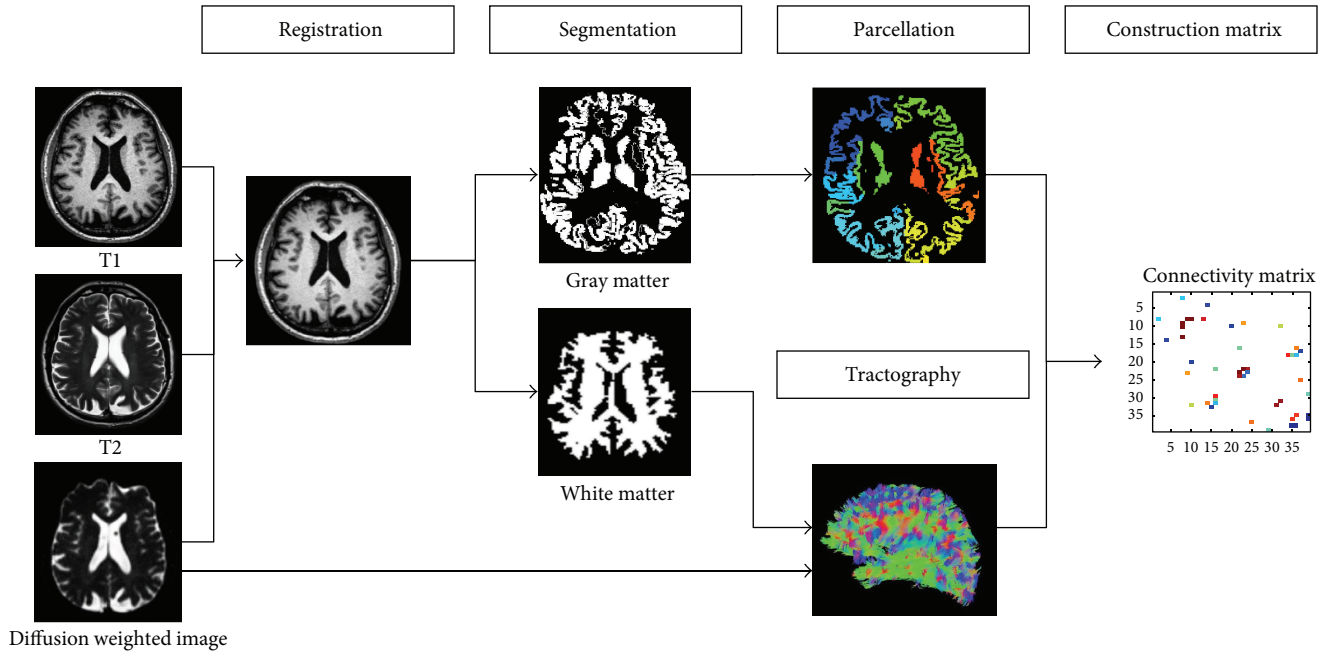 Registration
Segmentation
Parcellation
Construction matrix
T1
T2
Diffusion weighted image
Gray matter
White matter
Tractography
Connectivity matrix
5
10
15
20
25
30
35
5 10 15 20 25 30 35